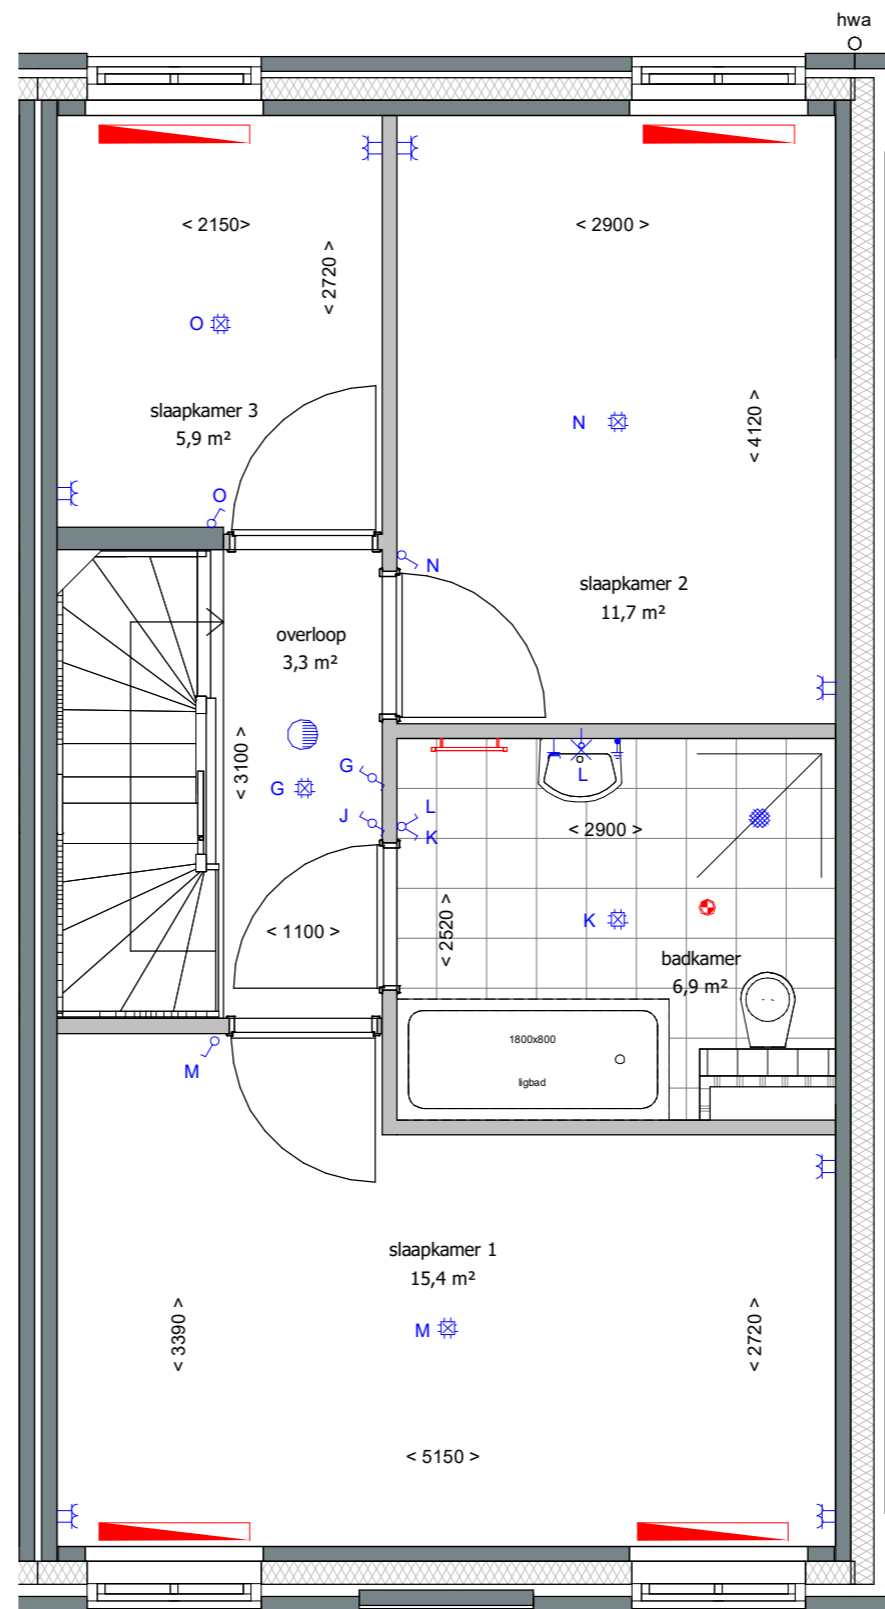 hwa
< 2150>
< 2900 >
< 2720 >
O
N
< 4120 >
slaapkamer 3
5,9 m²
O
N
slaapkamer 2
11,7 m²
overloop
3,3 m²
< 3100 >
G
G
J
L
L
K
< 2900 >
< 1100 >
< 2520 >
K
badkamer
6,9 m²
1800x800
ligbad
M
slaapkamer 1
15,4 m²
< 3390 >
M
< 2720 >
< 5150 >